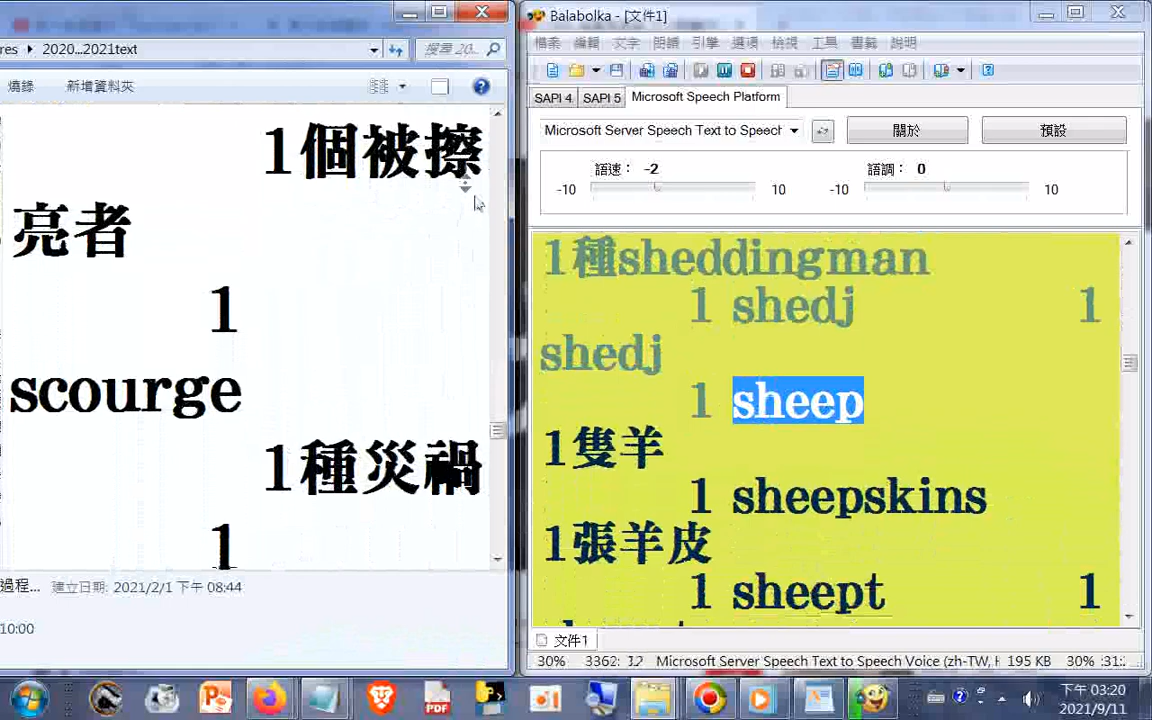 res ▸ 2020...2021text
搜尋 20...
燒錄 新增資料夾
1個被擦
亮者
1
scourge
1種災禍
1
過程... 建立日期: 2021/2/1 下午 08:44
10:00
Balabolka - [文件1]
檔案 編輯 文字 朗讀 引擎 選項 檢視 工具 書籤 說明
SAPI 4 SAPI 5 Microsoft Speech Platform
Microsoft Server Speech Text to Speech
關於 預設
語速： -2 語調： 0
-10 10 -10 10
1種sheddingman
1 shedj 1
shedj
1 sheep
1隻羊
1 sheepskins
1張羊皮
1 sheept 1
文件1
30% 3362: 12 Microsoft Server Speech Text to Speech Voice (zh-TW, 195 KB 30%
PDF
下午 03:20
2021/9/11